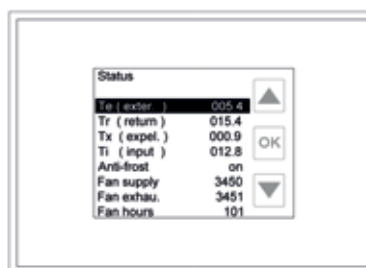 Status
Te ( exter )    005.4
Tr ( return )    015.4
Tx ( expel. )    000.9
Ti ( input )    012.8
Anti-frost    on
Fan supply    3450
Fan exhau.    3451
Fan hours    101
OK